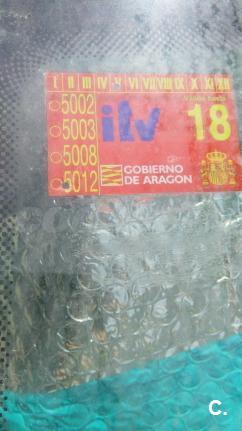 I II III IV V VI VII VIII IX X XI XII
5002
5003
5008
5012
itv
18
GOBIERNO
DE ARAGON
C.